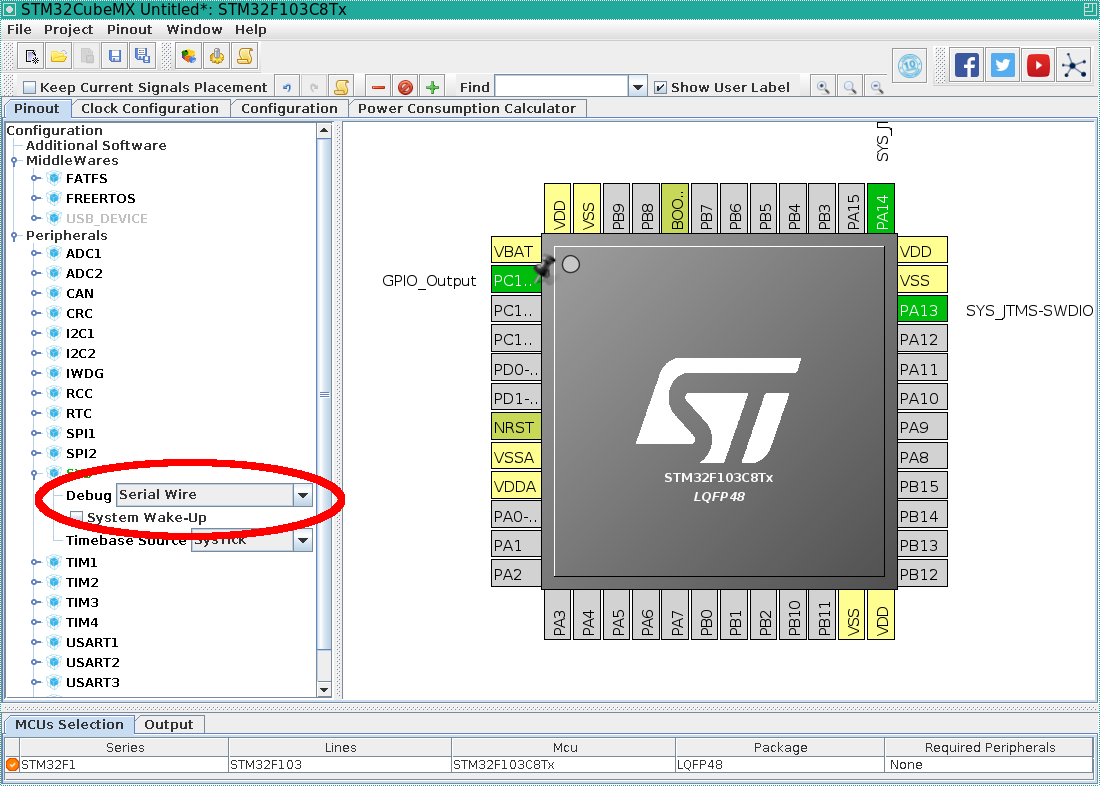 STM32CubeMX Untitled*: STM32F103C8Tx
File Project Pinout Window Help
Keep Current Signals Placement Find Show User Label
Pinout Clock Configuration Configuration Power Consumption Calculator
Configuration
Additional Software
MiddleWares
FATFS
FREERTOS
USB_DEVICE
Peripherals
ADC1
ADC2
CAN
CRC
I2C1
I2C2
IWDG
RCC
RTC
SPI1
SPI2
Debug Serial Wire
System Wake-Up
Timebase Source SysTick
TIM1
TIM2
TIM3
TIM4
USART1
USART2
USART3
SYS_JT
VDD VSS PB9 PB8 BOO.. PB7 PB6 PB5 PB4 PB3 PA15 PA14
VBAT
GPIO_Output PC1..
PC1..
PC1..
PD0-..
PD1-..
NRST
VSSA
VDDA
PA0-..
PA1
PA2
STM32F103C8Tx
LQFP48
VDD
VSS
PA13 SYS_JTMS-SWDIO
PA12
PA11
PA10
PA9
PA8
PB15
PB14
PB13
PB12
PA3 PA4 PA5 PA6 PA7 PB0 PB1 PB2 PB10 PB11 VSS VDD
MCUs Selection Output
Series Lines Mcu Package Required Peripherals
STM32F1 STM32F103 STM32F103C8Tx LQFP48 None